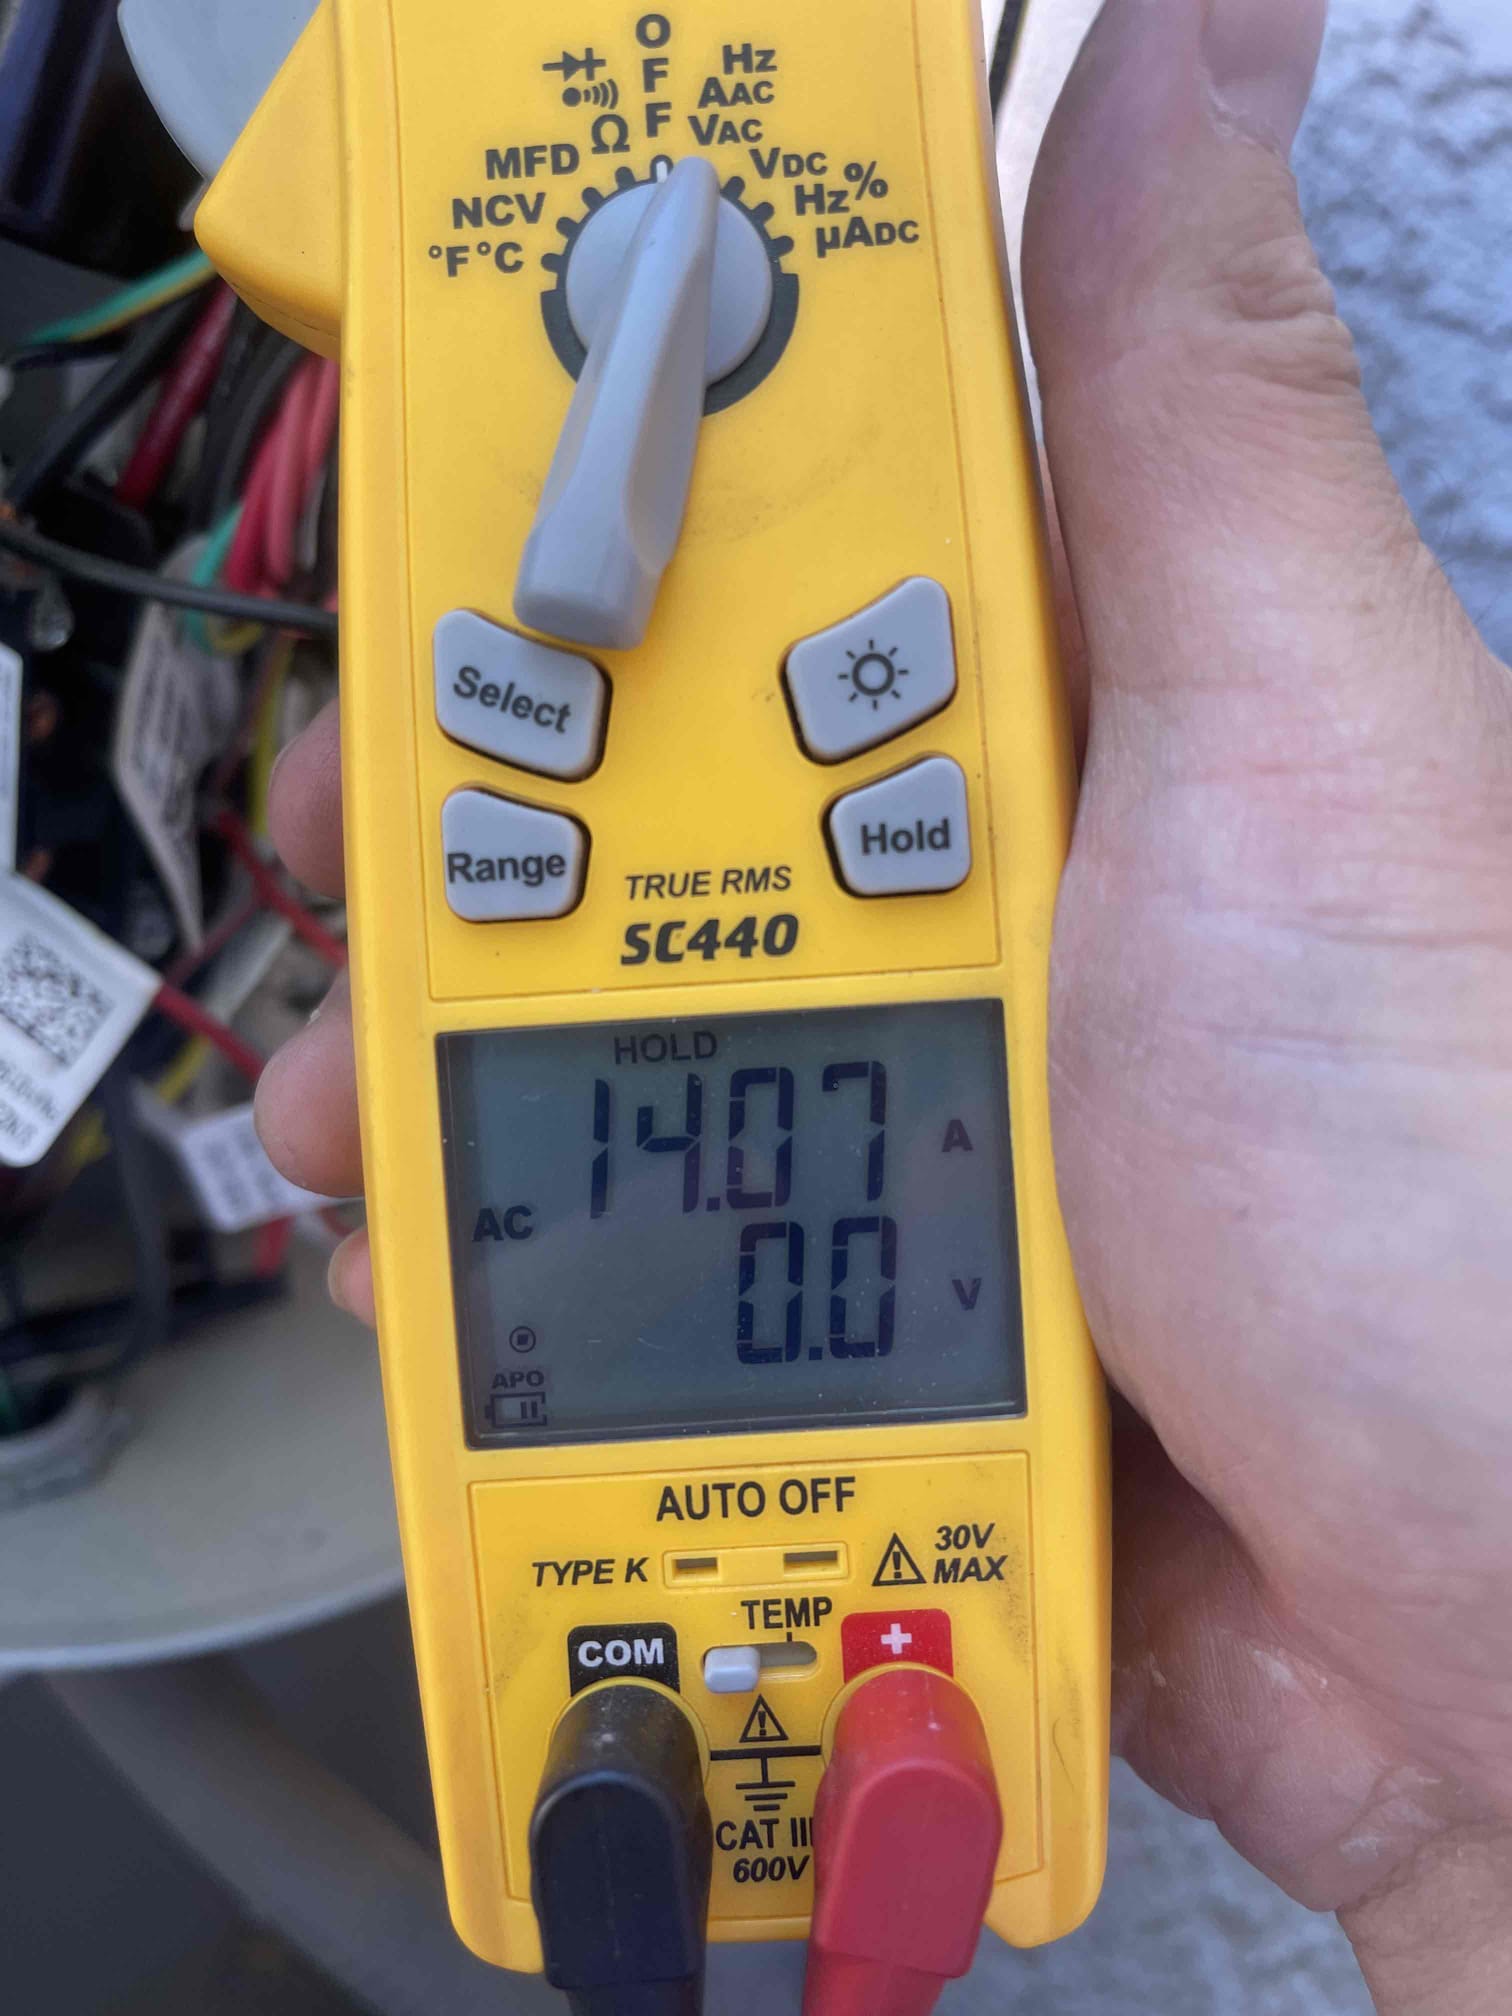 OFF
Hz
AAC
VAC
Ω
MFD
VDC
Hz%
NCV
µADC
°F°C
Select
Range
Hold
TRUE RMS
SC440
HOLD
14.07 A
AC
0.0 V
APO
AUTO OFF
TYPE K
30V
MAX
TEMP
COM
+
CAT III
600V